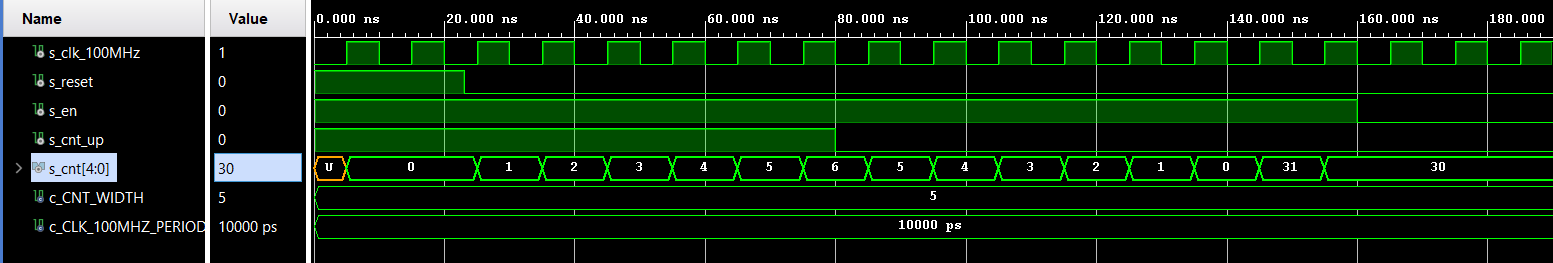 Name Value 0.000 ns 20.000 ns 40.000 ns 60.000 ns 80.000 ns 100.000 ns 120.000 ns 140.000 ns 160.000 ns 180.000
s_clk_100MHz 1
s_reset 0
s_en 0
s_cnt_up 0
s_cnt[4:0] 30 U 0 1 2 3 4 5 6 5 4 3 2 1 0 31 30
c_CNT_WIDTH 5 5
c_CLK_100MHZ_PERIOD 10000 ps 10000 ps